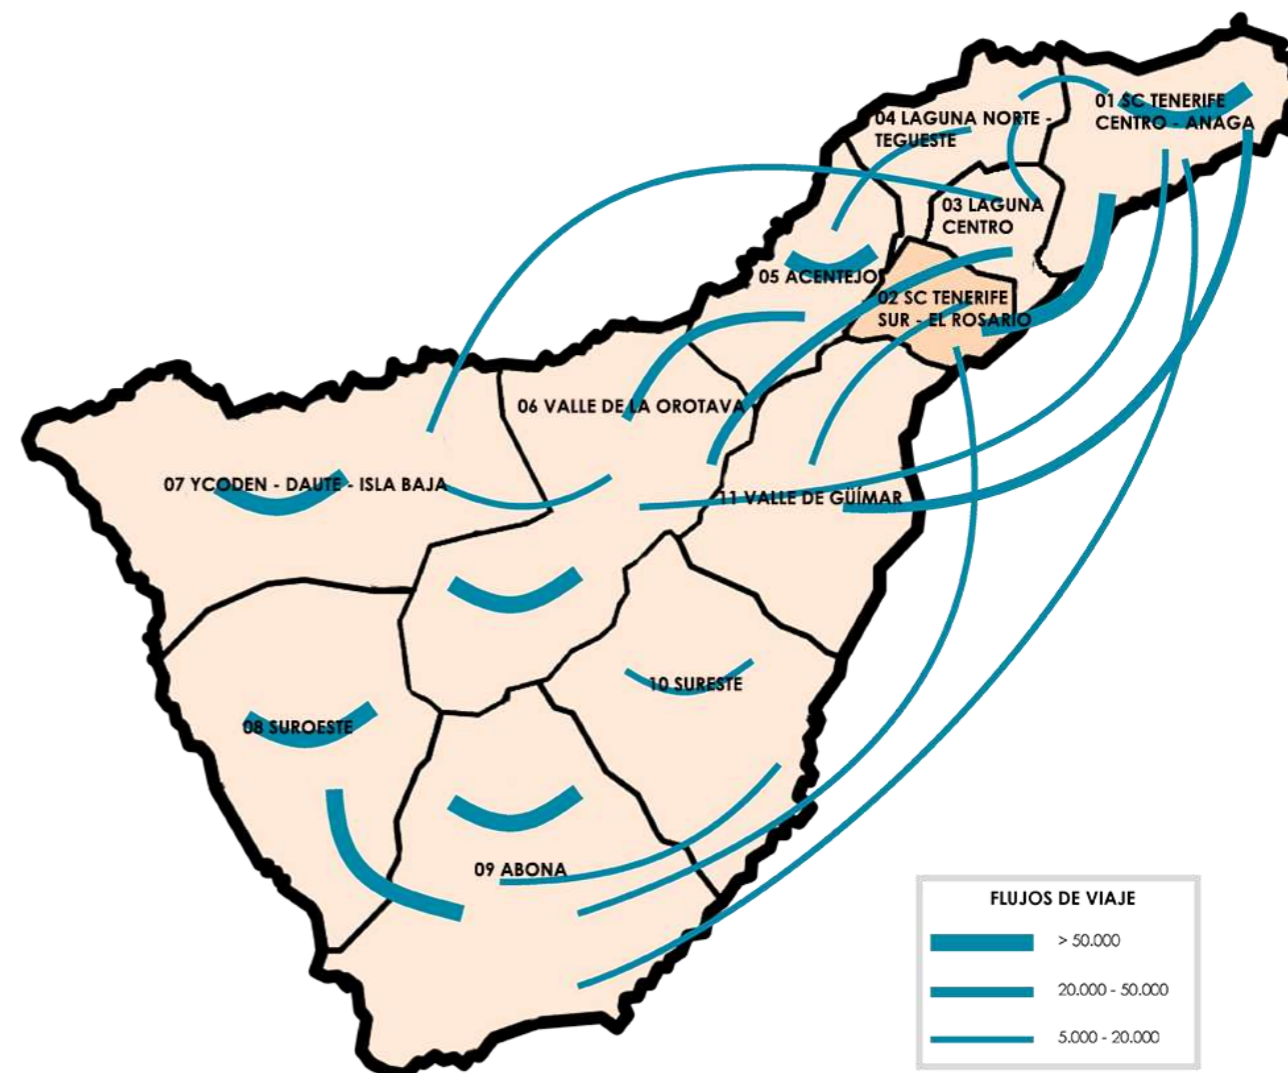 01 SC TENERIFE
CENTRO - ANAGA
04 LAGUNA NORTE -
TEGUESTE
03 LAGUNA
CENTRO
05 ACENTEJO
02 SC TENERIFE
SUR - EL ROSARIO
06 VALLE DE LA OROTAVA
07 YCODEN - DAUTE - ISLA BAJA
11 VALLE DE GÜÍMAR
10 SURESTE
08 SUROESTE
09 ABONA
FLUJOS DE VIAJE
> 50.000
20.000 - 50.000
5.000 - 20.000